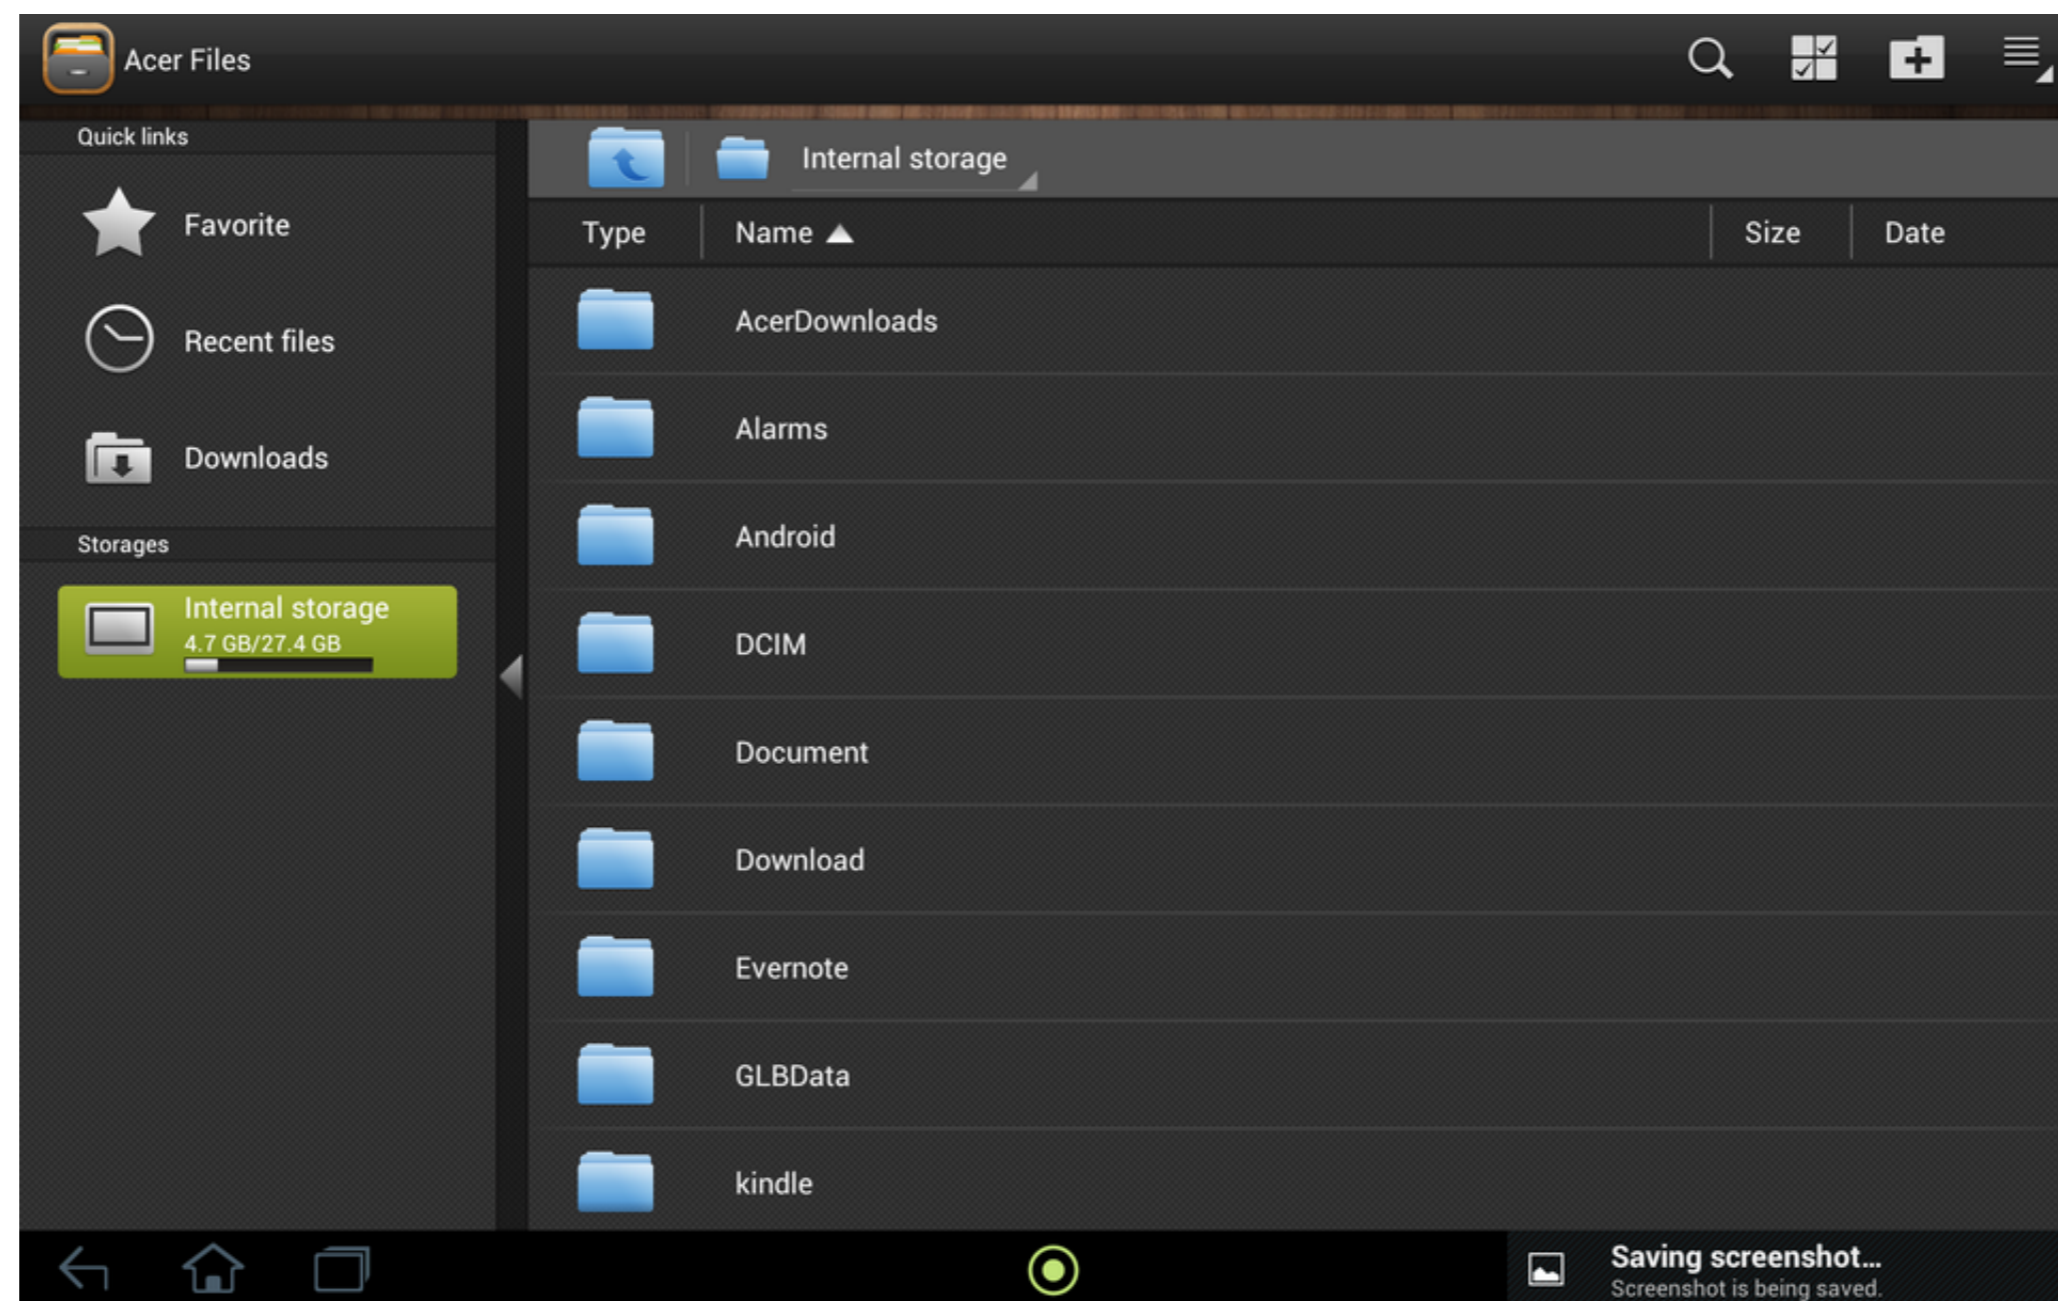 Acer Files
Quick links
Favorite
Recent files
Downloads
Storages
Internal storage
4.7 GB/27.4 GB
Internal storage
Type Name Size Date
AcerDownloads
Alarms
Android
DCIM
Document
Download
Evernote
GLBData
kindle
Saving screenshot...
Screenshot is being saved.